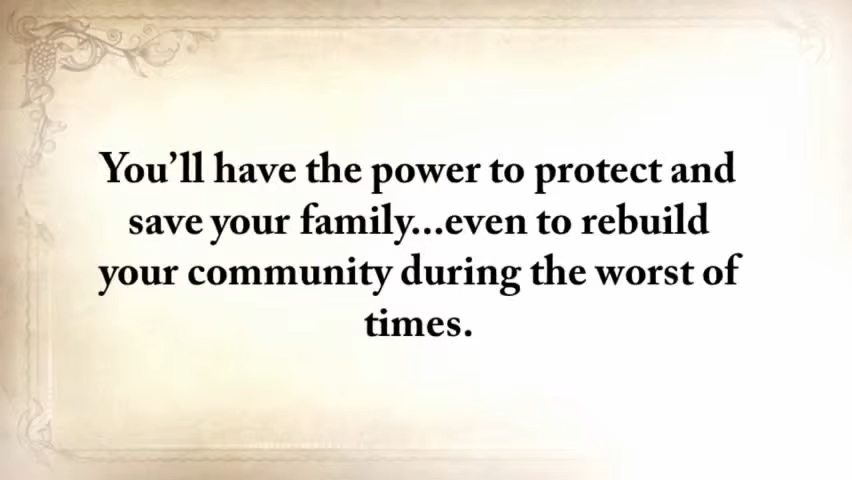 You’ll have the power to protect and
save your family...even to rebuild
your community during the worst of
times.